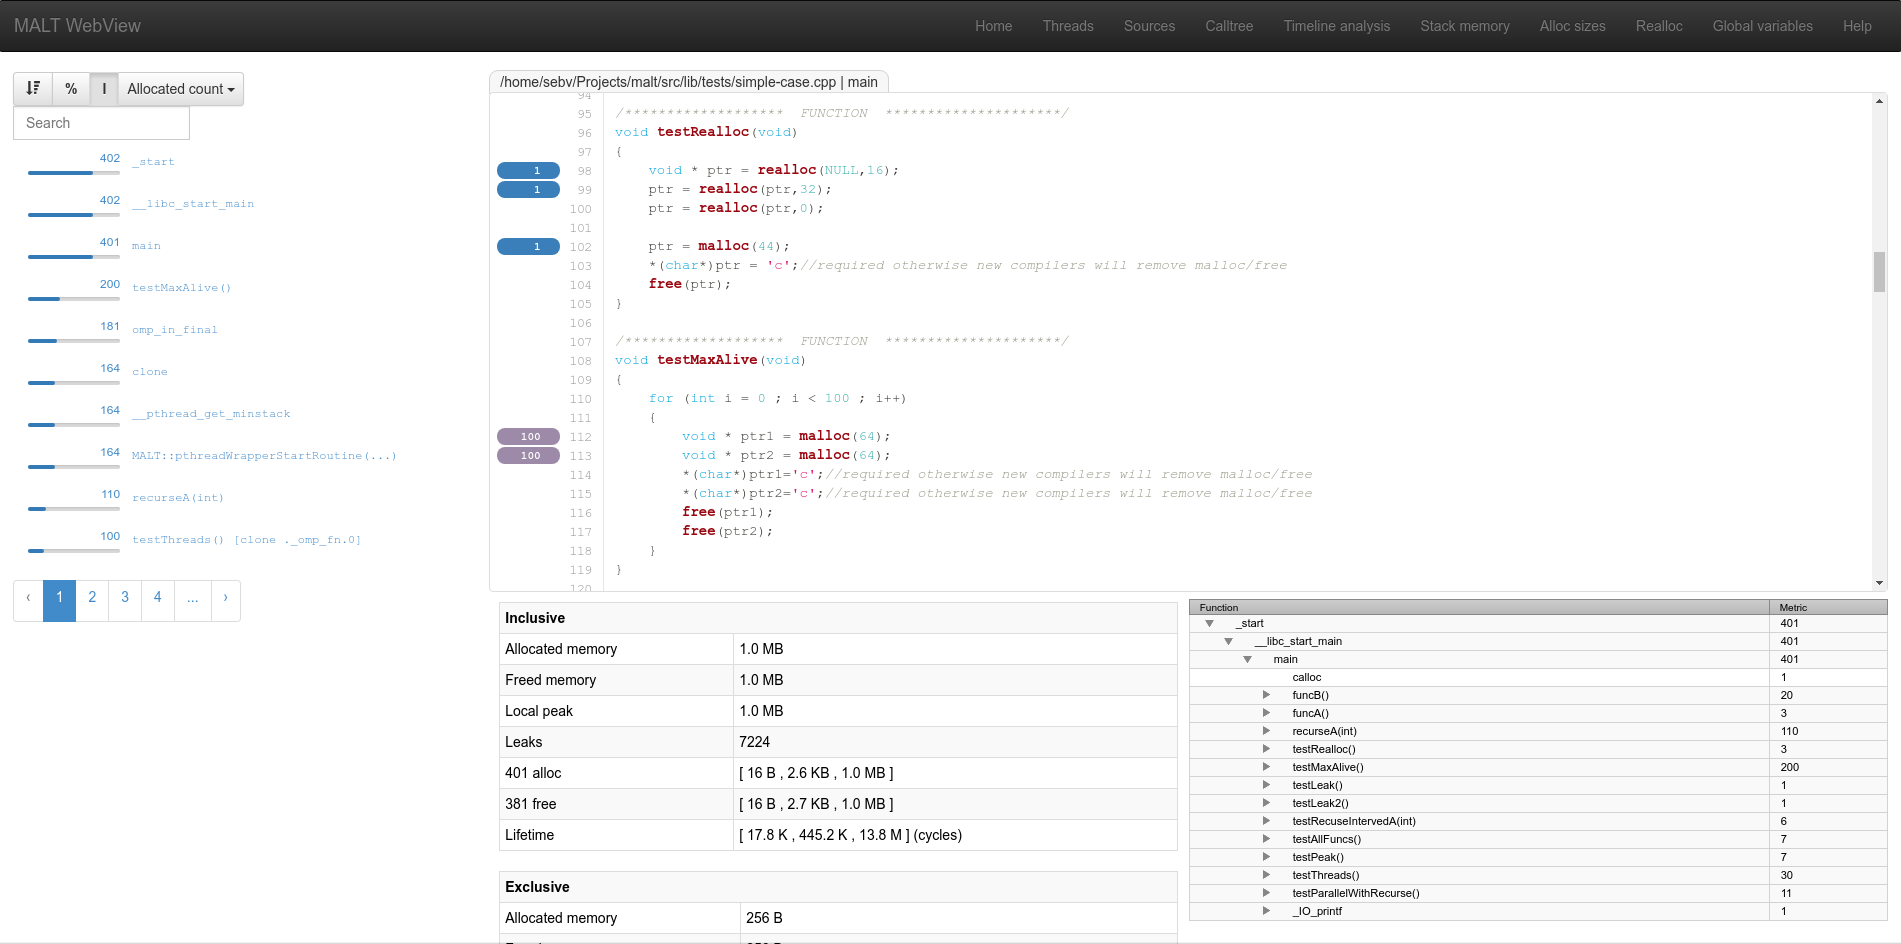 MALT WebView Home Threads Sources Calltree Timeline analysis Stack memory Alloc sizes Realloc Global variables Help
% I Allocated count
Search
402 _start
402 __libc_start_main
401 main
200 testMaxAlive()
181 omp_in_final
164 clone
164 __pthread_get_minstack
164 MALT::pthreadWrapperStartRoutine(...)
110 recurseA(int)
100 testThreads() [clone ._omp_fn.0]
‹ 1 2 3 4 ... ›
/home/sebv/Projects/malt/src/lib/tests/simple-case.cpp | main
94
95 /******************* FUNCTION *********************/
96 void testRealloc(void)
97 {
1 98 void * ptr = realloc(NULL,16);
1 99 ptr = realloc(ptr,32);
100 ptr = realloc(ptr,0);
101
1 102 ptr = malloc(44);
103 *(char*)ptr = 'c';//required otherwise new compilers will remove malloc/free
104 free(ptr);
105 }
106
107 /******************* FUNCTION *********************/
108 void testMaxAlive(void)
109 {
110 for (int i = 0 ; i < 100 ; i++)
111 {
100 112 void * ptr1 = malloc(64);
100 113 void * ptr2 = malloc(64);
114 *(char*)ptr1='c';//required otherwise new compilers will remove malloc/free
115 *(char*)ptr2='c';//required otherwise new compilers will remove malloc/free
116 free(ptr1);
117 free(ptr2);
118 }
119 }
120
Inclusive
Allocated memory 1.0 MB
Freed memory 1.0 MB
Local peak 1.0 MB
Leaks 7224
401 alloc [ 16 B , 2.6 KB , 1.0 MB ]
381 free [ 16 B , 2.7 KB , 1.0 MB ]
Lifetime [ 17.8 K , 445.2 K , 13.8 M ] (cycles)
Exclusive
Allocated memory 256 B
Function Metric
_start 401
__libc_start_main 401
main 401
calloc 1
funcB() 20
funcA() 3
recurseA(int) 110
testRealloc() 3
testMaxAlive() 200
testLeak() 1
testLeak2() 1
testRecuseIntervedA(int) 6
testAllFuncs() 7
testPeak() 7
testThreads() 30
testParallelWithRecurse() 11
_IO_printf 1